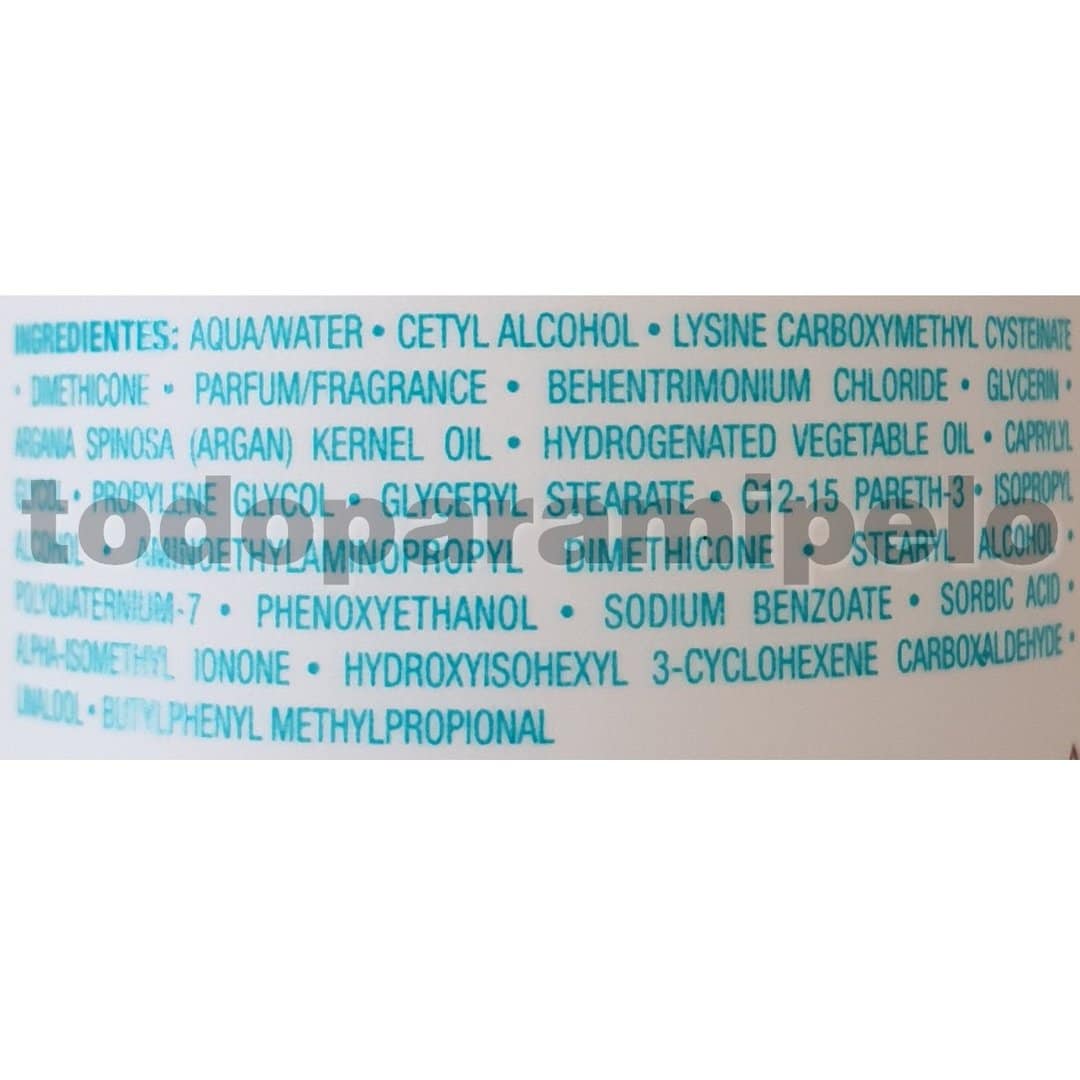 INGREDIENTES: AQUA/WATER • CETYL ALCOHOL • LYSINE CARBOXYMETHYL CYSTEINATE
• DIMETHICONE • PARFUM/FRAGRANCE • BEHENTRIMONIUM CHLORIDE • GLYCERIN •
ARGANIA SPINOSA (ARGAN) KERNEL OIL • HYDROGENATED VEGETABLE OIL • CAPRYLYL
GLYCOL • PROPYLENE GLYCOL • GLYCERYL STEARATE • C12-15 PARETH-3 • ISOPROPYL
todoparamipelo
ALCOHOL • AMINOETHYLAMINOPROPYL DIMETHICONE • STEARYL ALCOHOL •
POLYQUATERNIUM-7 • PHENOXYETHANOL • SODIUM BENZOATE • SORBIC ACID •
ALPHA-ISOMETHYL IONONE • HYDROXYISOHEXYL 3-CYCLOHEXENE CARBOXALDEHYDE •
LINALOOL • BUTYLPHENYL METHYLPROPIONAL